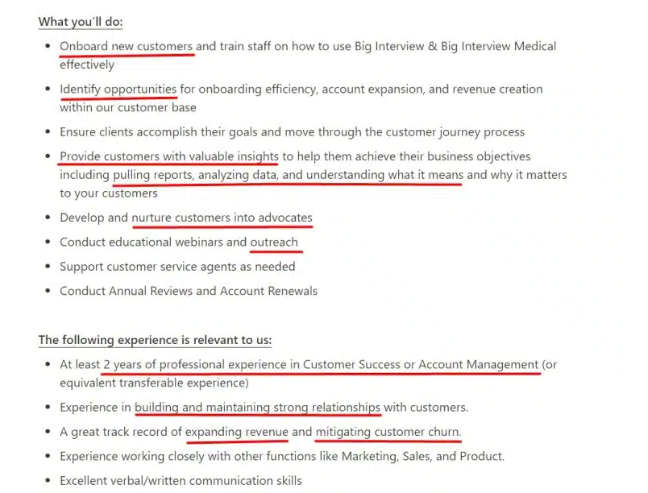 What you'll do:
• Onboard new customers and train staff on how to use Big Interview & Big Interview Medical
effectively
• Identify opportunities for onboarding efficiency, account expansion, and revenue creation
within our customer base
• Ensure clients accomplish their goals and move through the customer journey process
• Provide customers with valuable insights to help them achieve their business objectives
including pulling reports, analyzing data, and understanding what it means and why it matters
to your customers
• Develop and nurture customers into advocates
• Conduct educational webinars and outreach
• Support customer service agents as needed
• Conduct Annual Reviews and Account Renewals
The following experience is relevant to us:
• At least 2 years of professional experience in Customer Success or Account Management (or
equivalent transferable experience)
• Experience in building and maintaining strong relationships with customers.
• A great track record of expanding revenue and mitigating customer churn.
• Experience working closely with other functions like Marketing, Sales, and Product.
• Excellent verbal/written communication skills